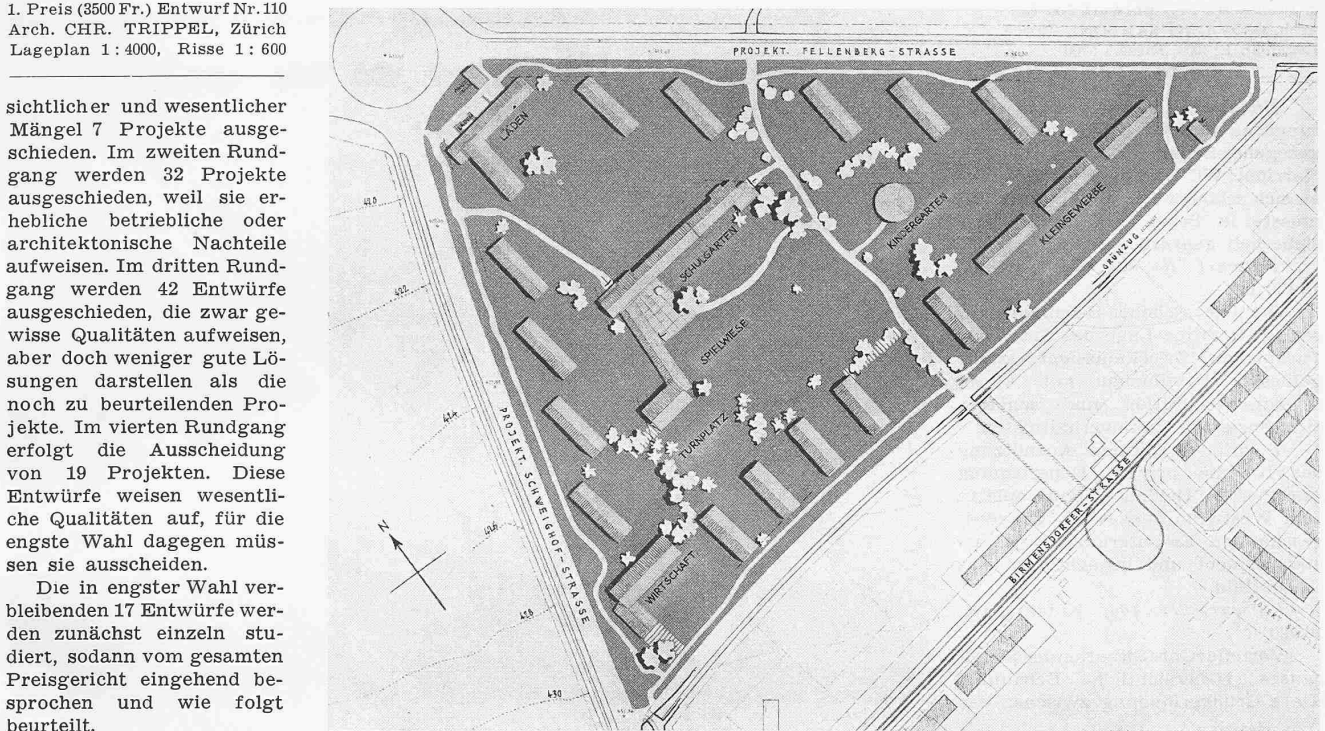 1. Preis (3500 Fr.) Entwurf Nr. 110
Arch. CHR. TRIPPEL, Zürich
Lageplan 1 : 4000, Risse 1 : 600
sichtlicher und wesentlicher
Mängel 7 Projekte ausge-
schieden. Im zweiten Rund-
gang werden 32 Projekte
ausgeschieden, weil sie er-
hebliche betriebliche oder
architektonische Nachteile
aufweisen. Im dritten Rund-
gang werden 42 Entwürfe
ausgeschieden, die zwar ge-
wisse Qualitäten aufweisen,
aber doch weniger gute Lö-
sungen darstellen als die
noch zu beurteilenden Pro-
jekte. Im vierten Rundgang
erfolgt die Ausscheidung
von 19 Projekten. Diese
Entwürfe weisen wesentli-
che Qualitäten auf, für die
engste Wahl dagegen müs-
sen sie ausscheiden.
Die in engster Wahl ver-
bleibenden 17 Entwürfe wer-
den zunächst einzeln stu-
diert, sodann vom gesamten
Preisgericht eingehend be-
sprochen und wie folgt
beurteilt.
PROJEKT. FELLENBERG-STRASSE
LÄDEN
SCHULGARTEN
KINDERGARTEN
KLEINGEWERBE
GRÜNZUG
SPIELWIESE
TURNPLATZ
WIRTSCHAFT
PROJEKT. SCHWEIGHOF-STRASSE
BIRMENSDORFER-STRASSE
N
420
422
424
426
428
430